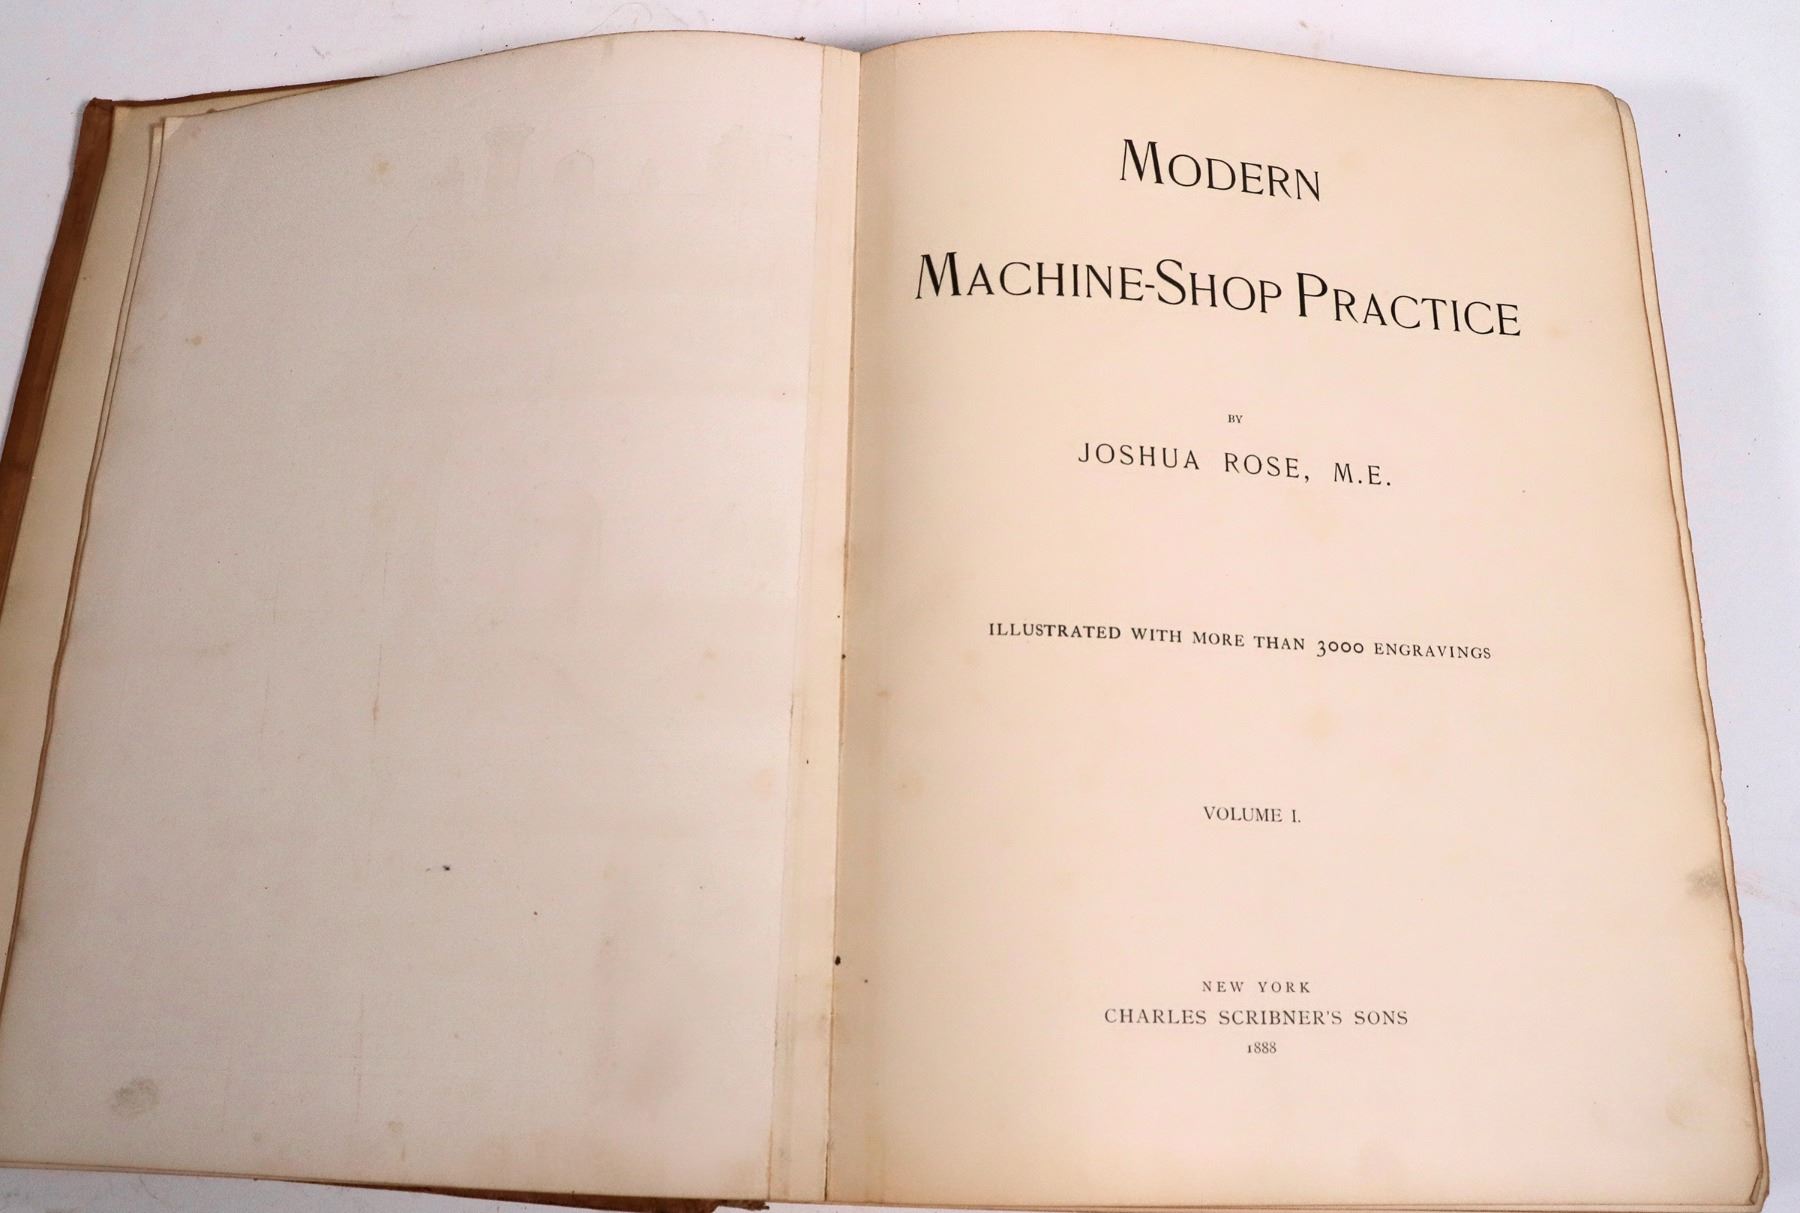 MODERN
MACHINE-SHOP PRACTICE
BY
JOSHUA ROSE, M.E.
ILLUSTRATED WITH MORE THAN 3000 ENGRAVINGS
VOLUME I.
NEW YORK
CHARLES SCRIBNER'S SONS
1888